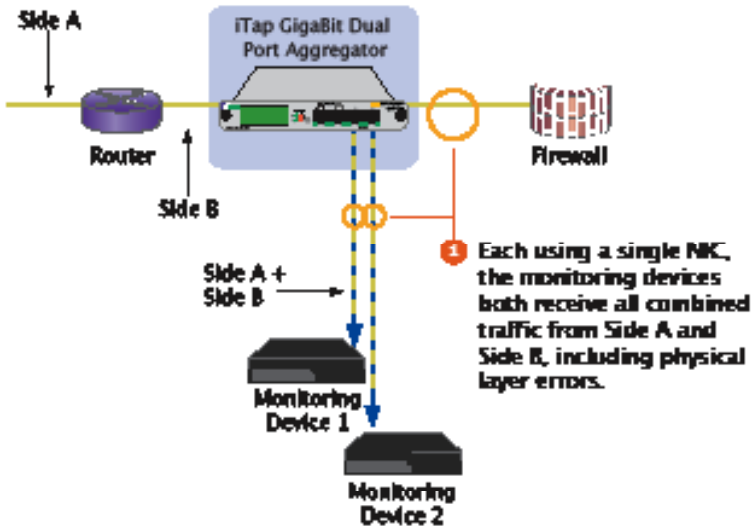 Side A
iTap GigaBit Dual
Port Aggregator
Router
Firewall
Side B
Side A +
Side B
1 Each using a single NIC,
the monitoring devices
both receive all combined
traffic from Side A and
Side B, including physical
layer errors.
Monitoring
Device 1
Monitoring
Device 2